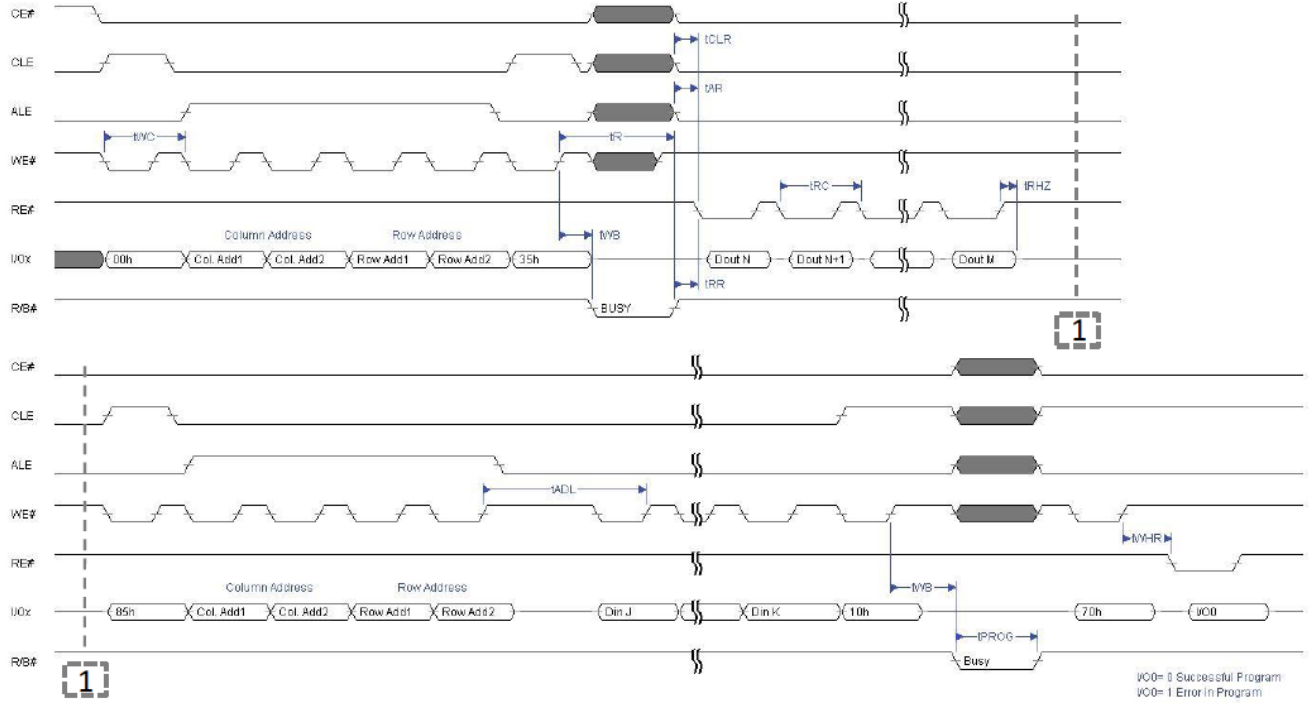 CE#
CLE
tCLR
ALE
tAR
WE#
tWC
tR
RE#
tRC
tRHZ
Column Address Row Address
tWB
I/Ox
00h Col. Add1 Col. Add2 Row Add1 Row Add2 35h Dout N Dout N+1 Dout M
tRR
R/B#
BUSY
1
CE#
CLE
ALE
tADL
WE#
tWHR
RE#
Column Address Row Address
tWB
I/Ox
85h Col. Add1 Col. Add2 Row Add1 Row Add2 Din J Din K 10h 70h I/O0
tPROG
R/B#
Busy
1
I/O0= 0 Successful Program
I/O0= 1 Error in Program